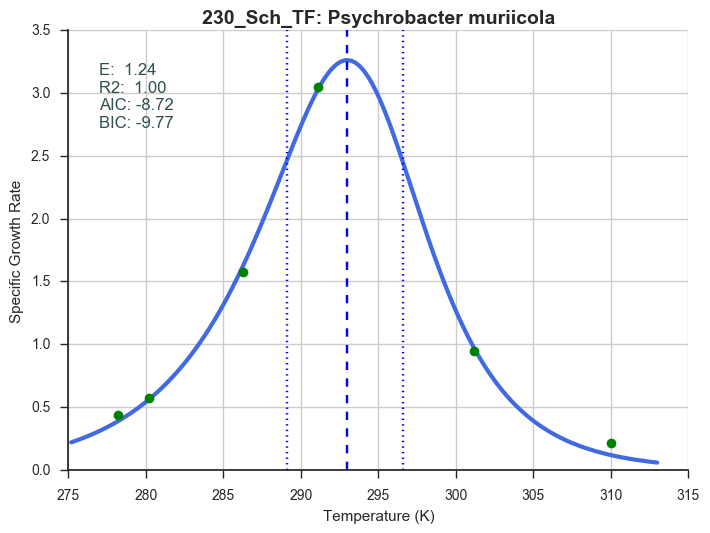 230_Sch_TF: Psychrobacter muriicola
E:  1.24
R2:  1.00
AIC: -8.72
BIC: -9.77
3.5
3.0
2.5
2.0
1.5
1.0
0.5
0.0
Specific Growth Rate
275 280 285 290 295 300 305 310 315
Temperature (K)